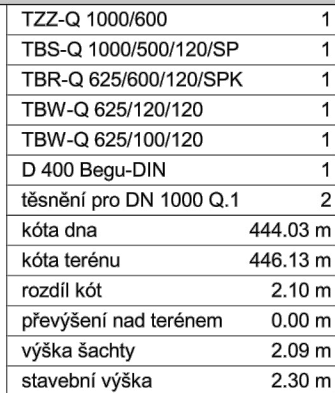 TZZ-Q 1000/600 1
TBS-Q 1000/500/120/SP 1
TBR-Q 625/600/120/SPK 1
TBW-Q 625/120/120 1
TBW-Q 625/100/120 1
D 400 Begu-DIN 1
těsnění pro DN 1000 Q.1 2
kóta dna 444.03 m
kóta terénu 446.13 m
rozdíl kót 2.10 m
převýšení nad terénem 0.00 m
výška šachty 2.09 m
stavební výška 2.30 m